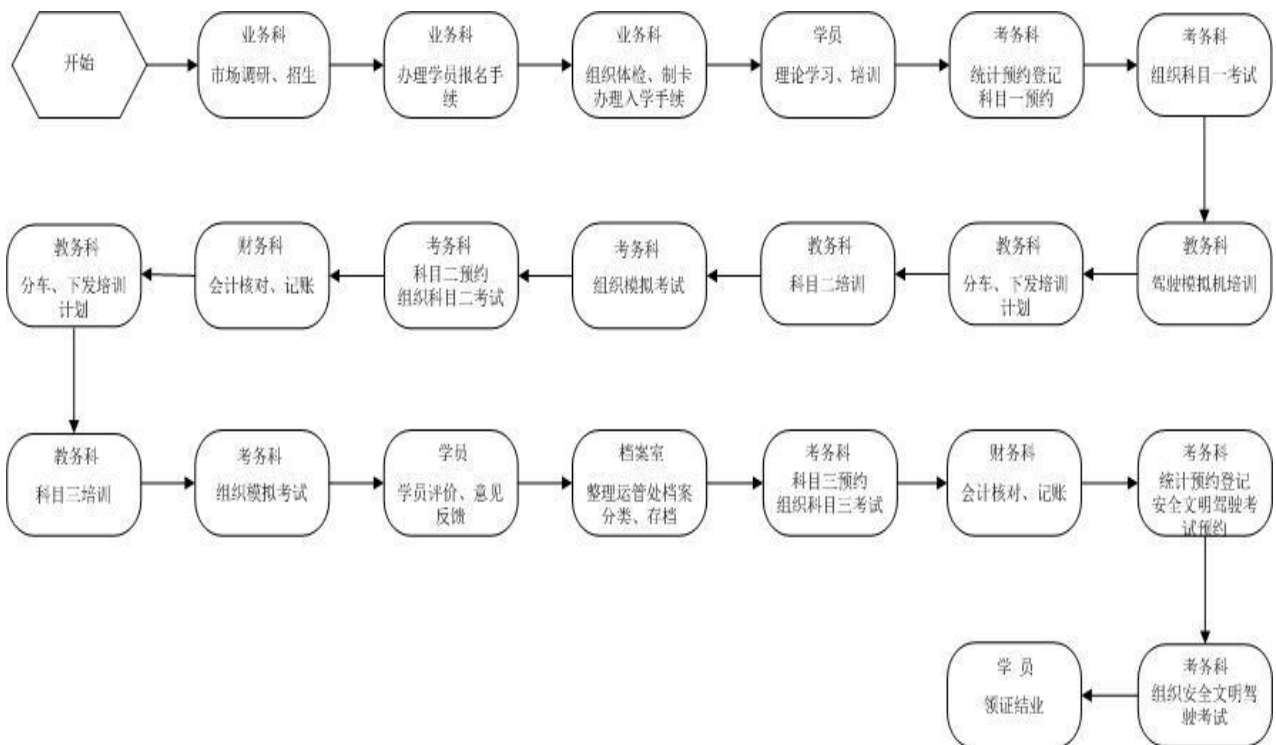 开始
业务科
市场调研、招生
业务科
办理学员报名手
续
业务科
组织体检、制卡
办理入学手续
学员
理论学习、培训
考务科
统计预约登记
科目一预约
考务科
组织科目一考试
教务科
驾驶模拟机培训
教务科
分车、下发培训
计划
教务科
科目二培训
考务科
组织模拟考试
考务科
科目二预约
组织科目二考试
财务科
会计核对、记账
教务科
分车、下发培训
计划
教务科
科目三培训
考务科
组织模拟考试
学员
学员评价、意见
反馈
档案室
整理运管处档案
分类、存档
考务科
科目三预约
组织科目三考试
财务科
会计核对、记账
考务科
统计预约登记
安全文明驾驶考
试预约
考务科
组织安全文明驾
驶考试
学 员
领证结业